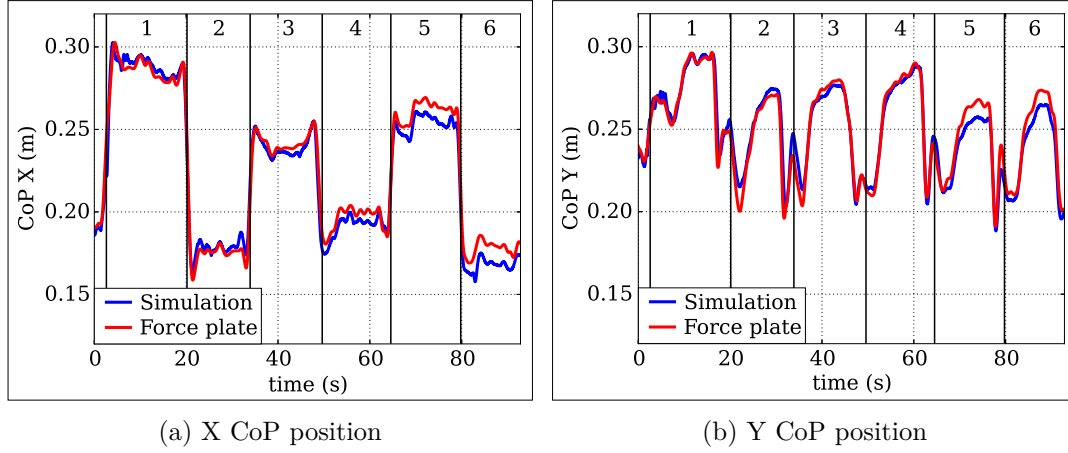 1 2 3 4 5 6
0.30
0.25
0.20
0.15
CoP X (m)
Simulation
Force plate
0 20 40 60 80
time (s)
(a) X CoP position
1 2 3 4 5 6
0.30
0.25
0.20
0.15
CoP Y (m)
Simulation
Force plate
0 20 40 60 80
time (s)
(b) Y CoP position